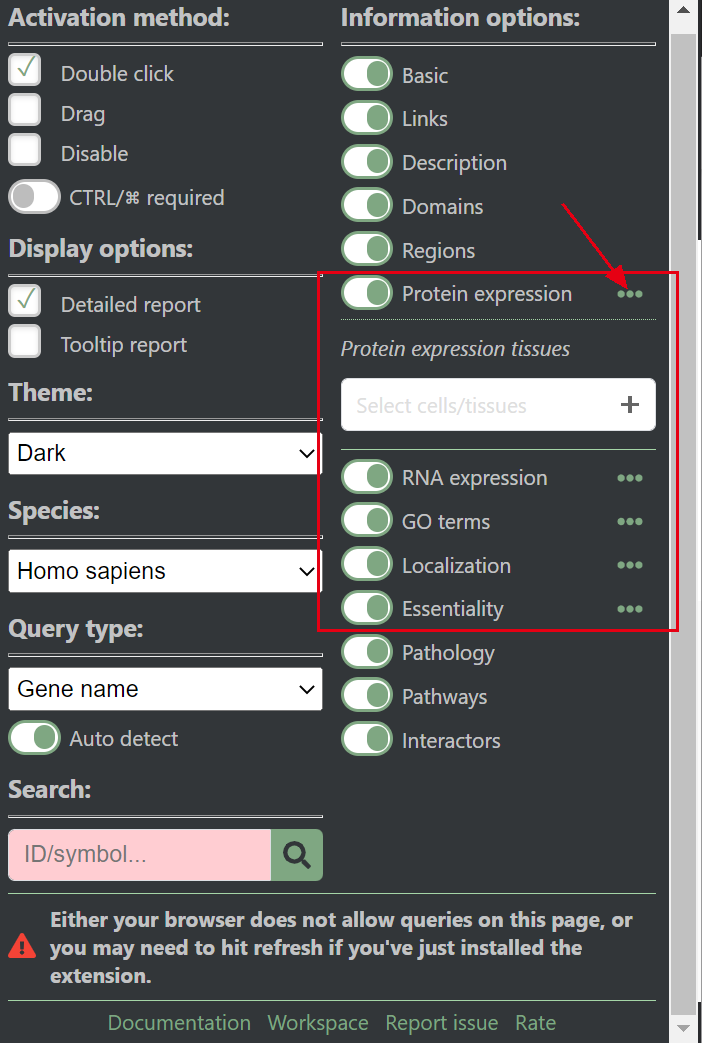 Activation method:
Double click
Drag
Disable
CTRL/⌘ required
Display options:
Detailed report
Tooltip report
Theme:
Dark
Species:
Homo sapiens
Query type:
Gene name
Auto detect
Search:
ID/symbol...
Information options:
Basic
Links
Description
Domains
Regions
Protein expression
Protein expression tissues
Select cells/tissues
RNA expression
GO terms
Localization
Essentiality
Pathology
Pathways
Interactors
Either your browser does not allow queries on this page, or
you may need to hit refresh if you've just installed the
extension.
Documentation Workspace Report issue Rate